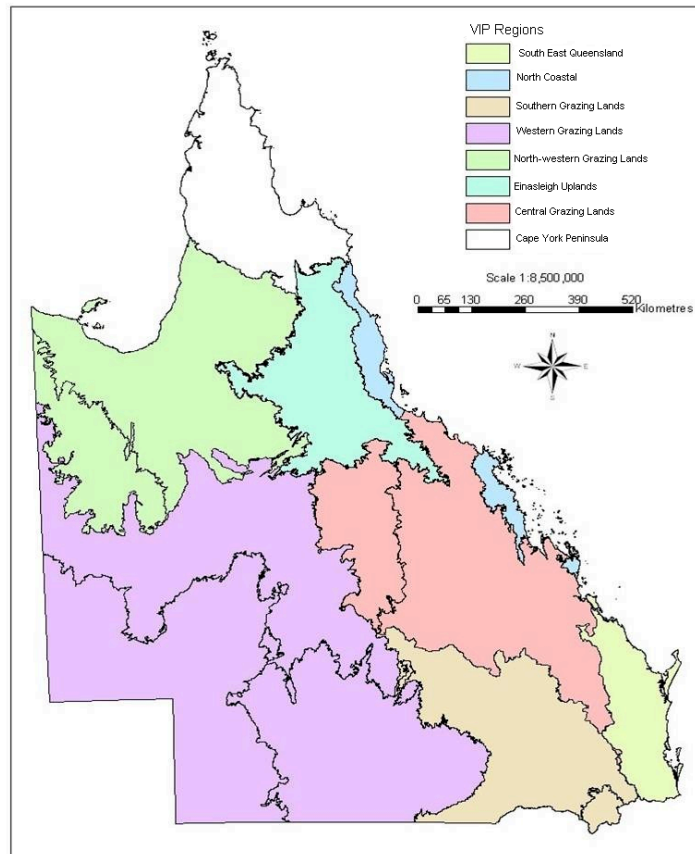 VIP Regions
South East Queensland
North Coastal
Southern Grazing Lands
Western Grazing Lands
North-western Grazing Lands
Einasleigh Uplands
Central Grazing Lands
Cape York Peninsula
Scale 1:8,500,000
0 65 130 260 390 520
Kilometres
N
W E
S